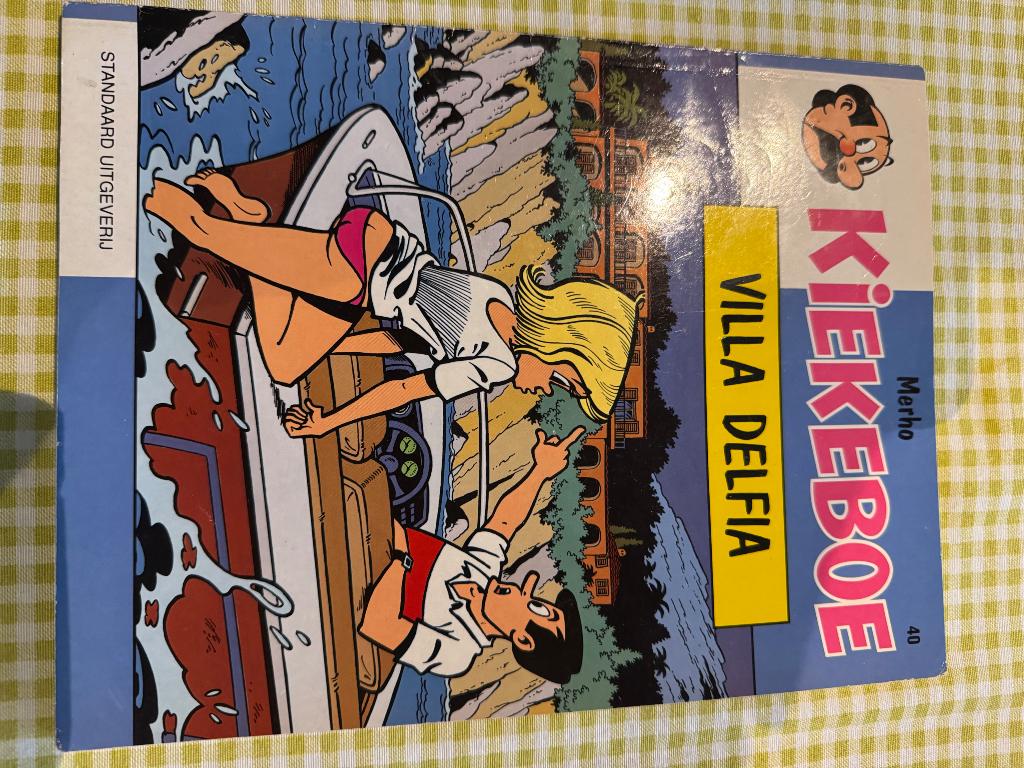 Merho
40
KiEKEBOE
VILLA DELFIA
STANDAARD UITGEVERIJ